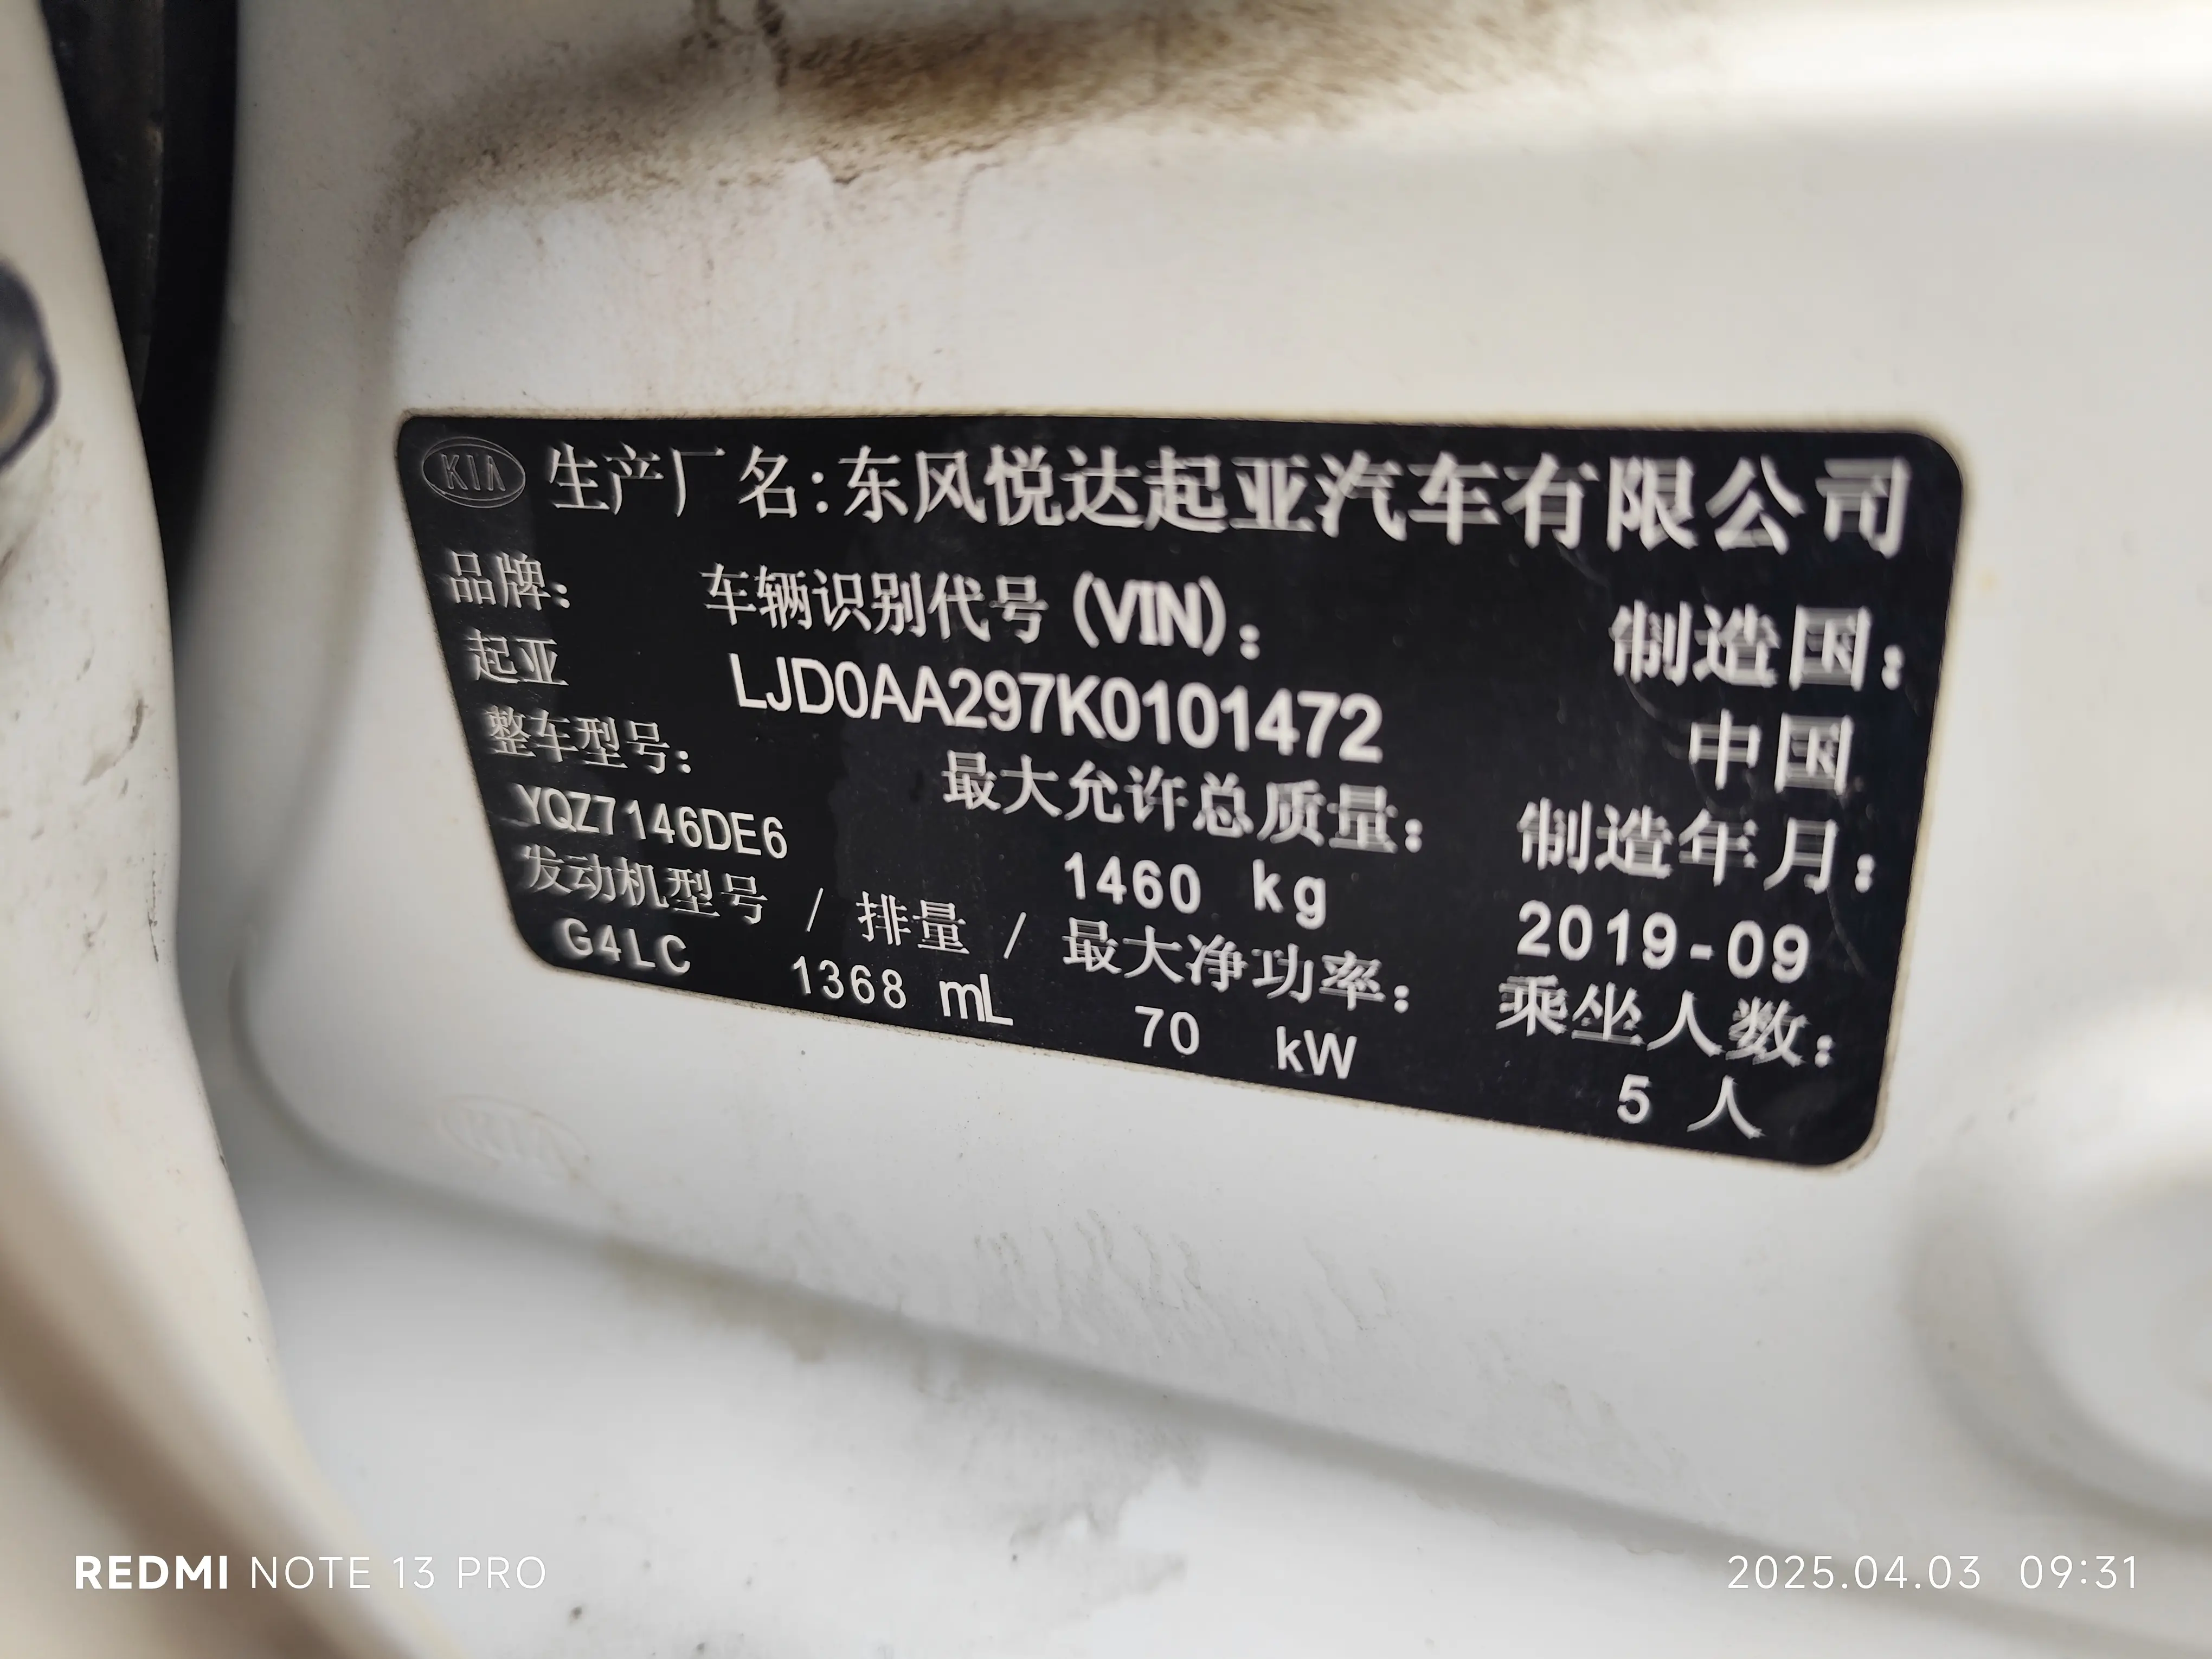 KIA 生产厂名:东风悦达起亚汽车有限公司
品牌: 车辆识别代号(VIN): 制造国:
起亚 LJD0AA297K0101472 中国
整车型号: 最大允许总质量: 制造年月:
YQZ7146DE6 1460 kg 2019-09
发动机型号 / 排量 / 最大净功率: 乘坐人数:
G4LC 1368 mL 70 kW 5 人
REDMI NOTE 13 PRO 2025.04.03 09:31